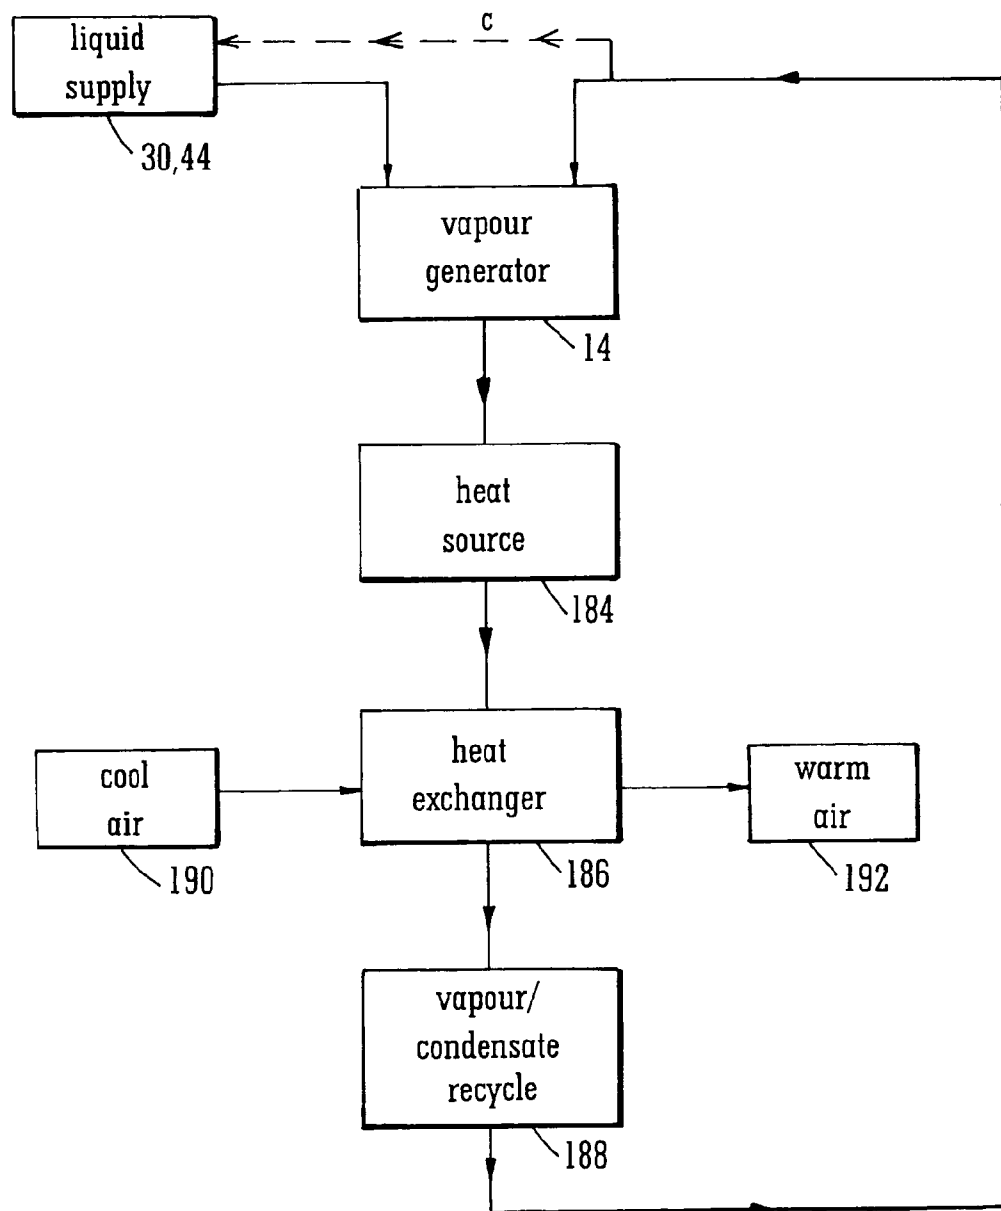 c
liquid
supply
30,44
vapour
generator
14
heat
source
184
heat
exchanger
186
cool
air
190
warm
air
192
vapour/
condensate
recycle
188